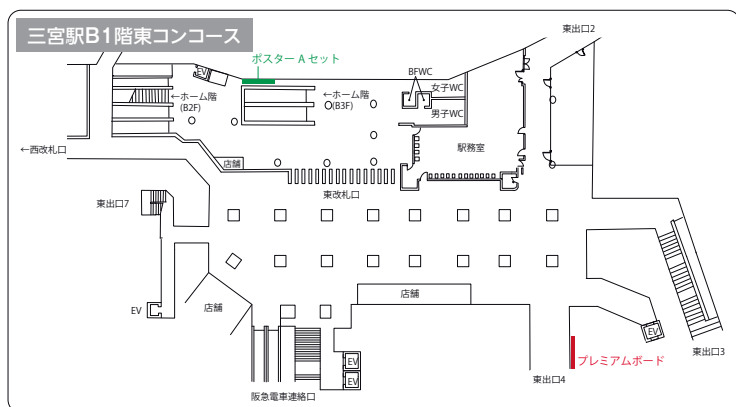 三宮駅B1階東コンコース
東出口2
ポスター A セット
EV
BFWC
女子WC
←ホーム階
(B2F)
←ホーム階
(B3F)
男子WC
駅務室
←西改札口
店舗
東改札口
東出口7
店舗
店舗
EV
EV
EV
EV
プレミアムボード
東出口3
東出口4
阪急電車連絡口